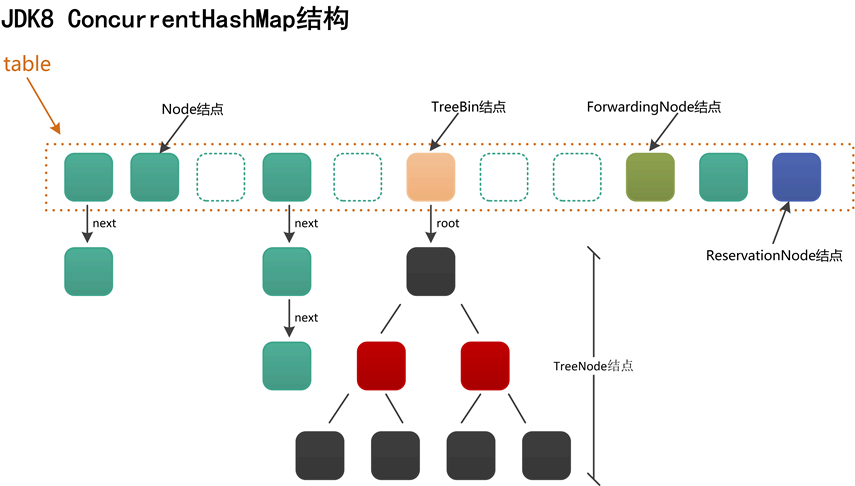 JDK8 ConcurrentHashMap结构
table
Node结点
TreeBin结点
ForwardingNode结点
next
next
root
ReservationNode结点
next
TreeNode结点